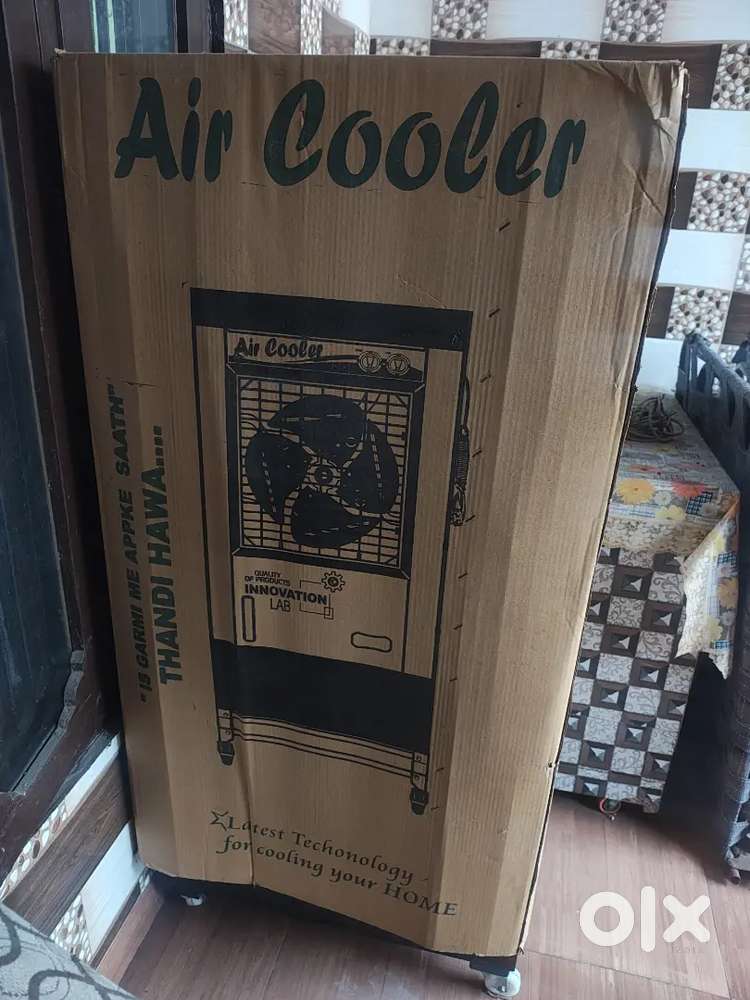 Air Cooler
Air Cooler
QUALITY
OF PRODUCTS
INNOVATION
LAB
"IS GARMI ME APPKE SAATH"
THANDI HAWA....
Latest Techonology
for cooling your HOME
olx